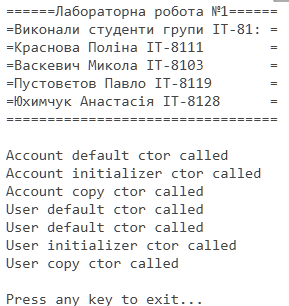 ======Лабораторна робота №1======
=Виконали студенти групи ІТ-81: =
=Краснова Поліна ІТ-8111        =
=Васкевич Микола ІТ-8103        =
=Пустовєтов Павло ІТ-8119       =
=Юхимчук Анастасія ІТ-8128      =
=================================
Account default ctor called
Account initializer ctor called
Account copy ctor called
User default ctor called
User default ctor called
User initializer ctor called
User copy ctor called
Press any key to exit...